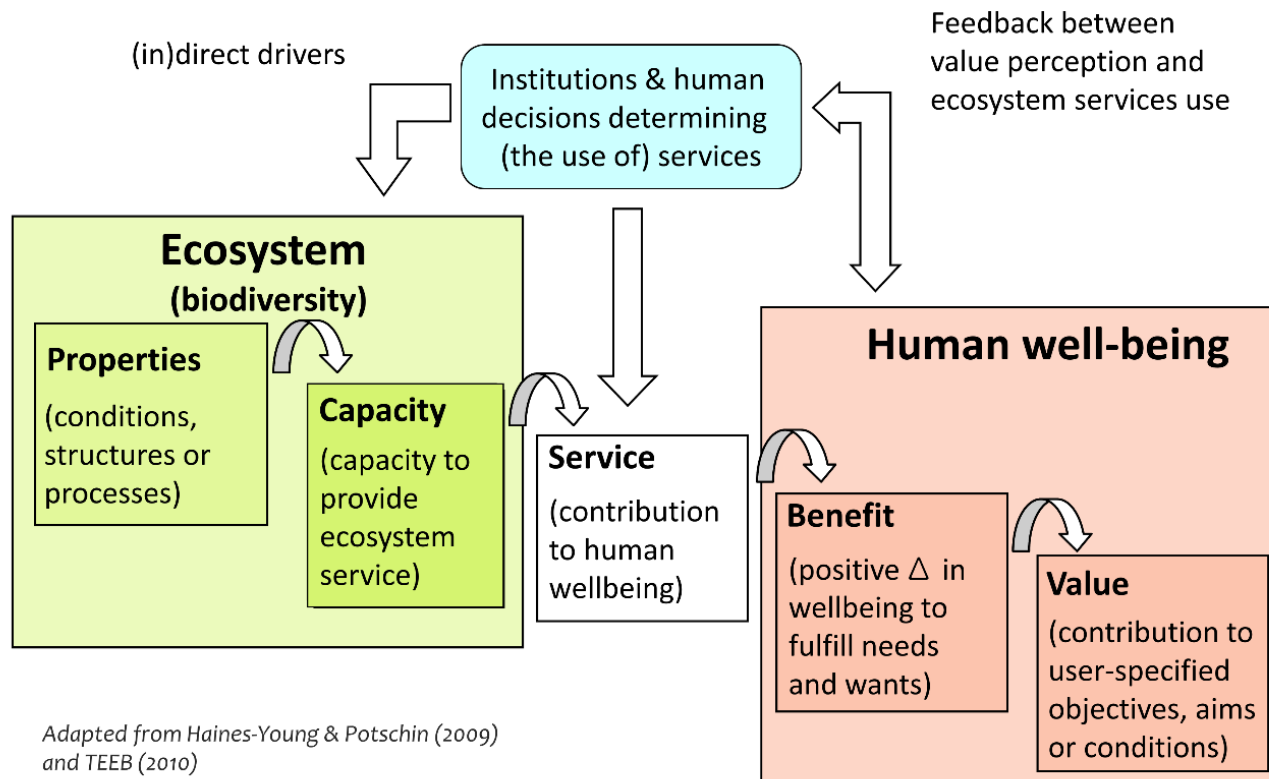 (in)direct drivers
Institutions & human
decisions determining
(the use of) services
Feedback between
value perception and
ecosystem services use
Ecosystem
(biodiversity)
Properties
(conditions,
structures or
processes)
Capacity
(capacity to
provide
ecosystem
service)
Service
(contribution
to human
wellbeing)
Human well-being
Benefit
(positive Δ in
wellbeing to
fulfill needs
and wants)
Value
(contribution to
user-specified
objectives, aims
or conditions)
Adapted from Haines-Young & Potschin (2009)
and TEEB (2010)